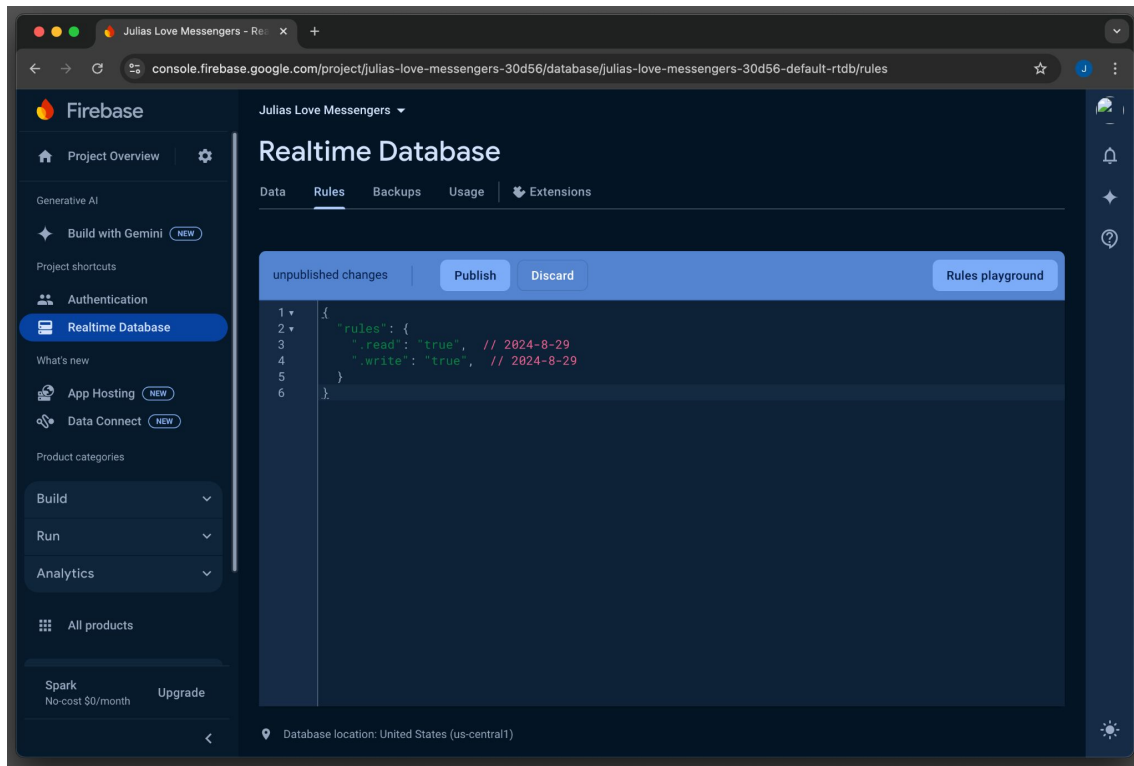 Julias Love Messengers - Rea
console.firebase.google.com/project/julias-love-messengers-30d56/database/julias-love-messengers-30d56-default-rtdb/rules
J
Firebase
Project Overview
Generative AI
Build with Gemini NEW
Project shortcuts
Authentication
Realtime Database
What's new
App Hosting NEW
Data Connect NEW
Product categories
Build
Run
Analytics
All products
Spark
No-cost $0/month
Upgrade
Julias Love Messengers
Realtime Database
Data Rules Backups Usage Extensions
unpublished changes Publish Discard Rules playground
1 {
2 "rules": {
3 ".read": "true", // 2024-8-29
4 ".write": "true", // 2024-8-29
5 }
6 }
Database location: United States (us-central1)